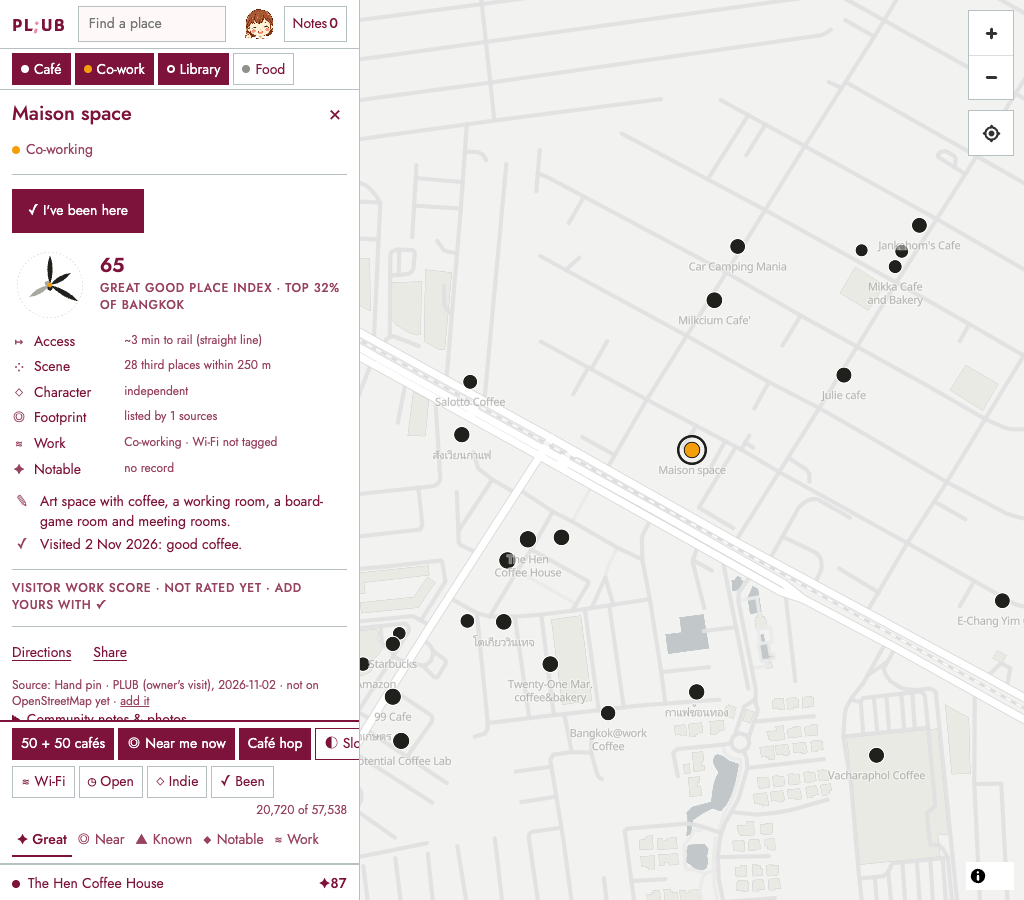 PL;UB
Find a place
Notes 0
Café
Co-work
Library
Food
Maison space
Co-working
✓ I've been here
65
GREAT GOOD PLACE INDEX · TOP 32%
OF BANGKOK
Access ~3 min to rail (straight line)
Scene 28 third places within 250 m
Character independent
Footprint listed by 1 sources
Work Co-working · Wi-Fi not tagged
Notable no record
Art space with coffee, a working room, a board-
game room and meeting rooms.
✓ Visited 2 Nov 2026: good coffee.
VISITOR WORK SCORE · NOT RATED YET · ADD
YOURS WITH ✓
Directions Share
Source: Hand pin · PLUB (owner's visit), 2026-11-02 · not on
OpenStreetMap yet · add it
Community notes & photos
50 + 50 cafés
Near me now
Café hop
Wi-Fi
Open
Indie
✓ Been
20,720 of 57,538
Great
Near
Known
Notable
Work
The Hen Coffee House ✦87
Car Camping Mania
Milkcium Cafe'
Jankehom's Cafe
Mikka Cafe
and Bakery
Julie cafe
Salotto Coffee
สังเวียนกาแฟ
Maison space
The Hen
Coffee House
E-Chang Yim
โตเกียววินเทจ
Starbucks
Amazon
Twenty-One Mar.
coffee&bakery
99 Cafe
กาแฟซ้อนทอง
Bangkok@work
Coffee
otential Coffee Lab
Vacharaphol Coffee